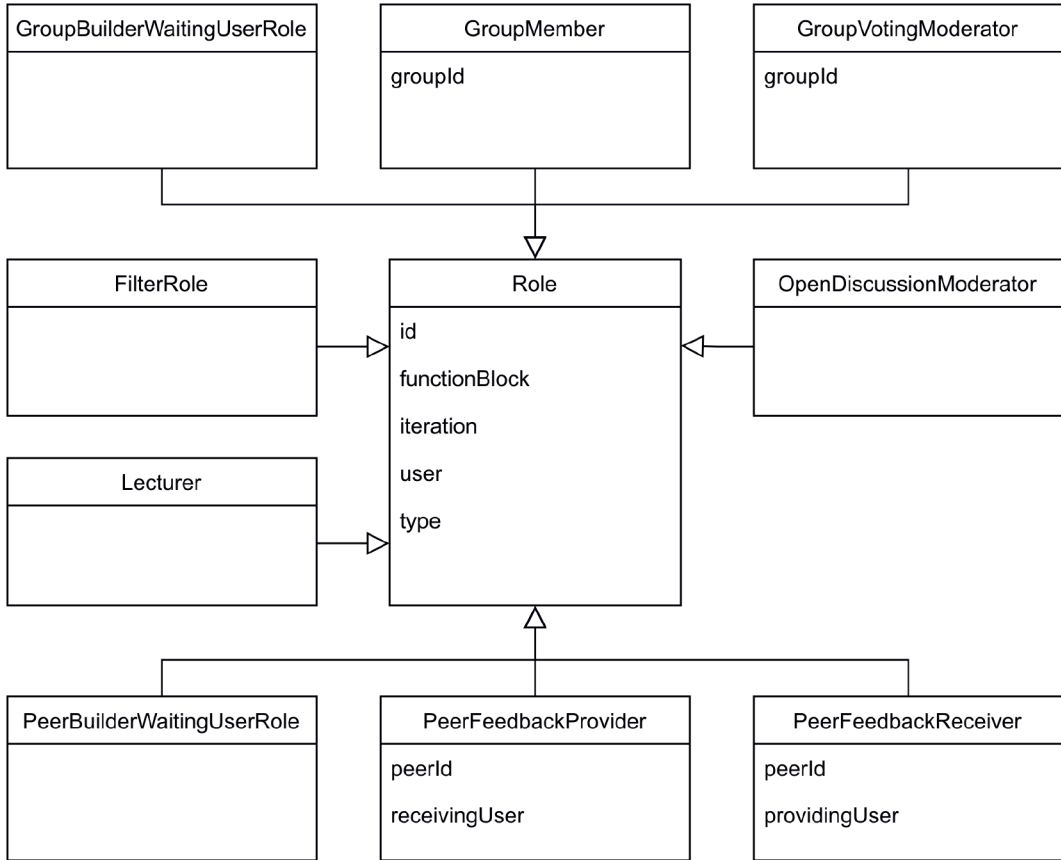 GroupBuilderWaitingUserRole
GroupMember
groupId
GroupVotingModerator
groupId
FilterRole
Role
id
functionBlock
iteration
user
type
OpenDiscussionModerator
Lecturer
PeerBuilderWaitingUserRole
PeerFeedbackProvider
peerId
receivingUser
PeerFeedbackReceiver
peerId
providingUser